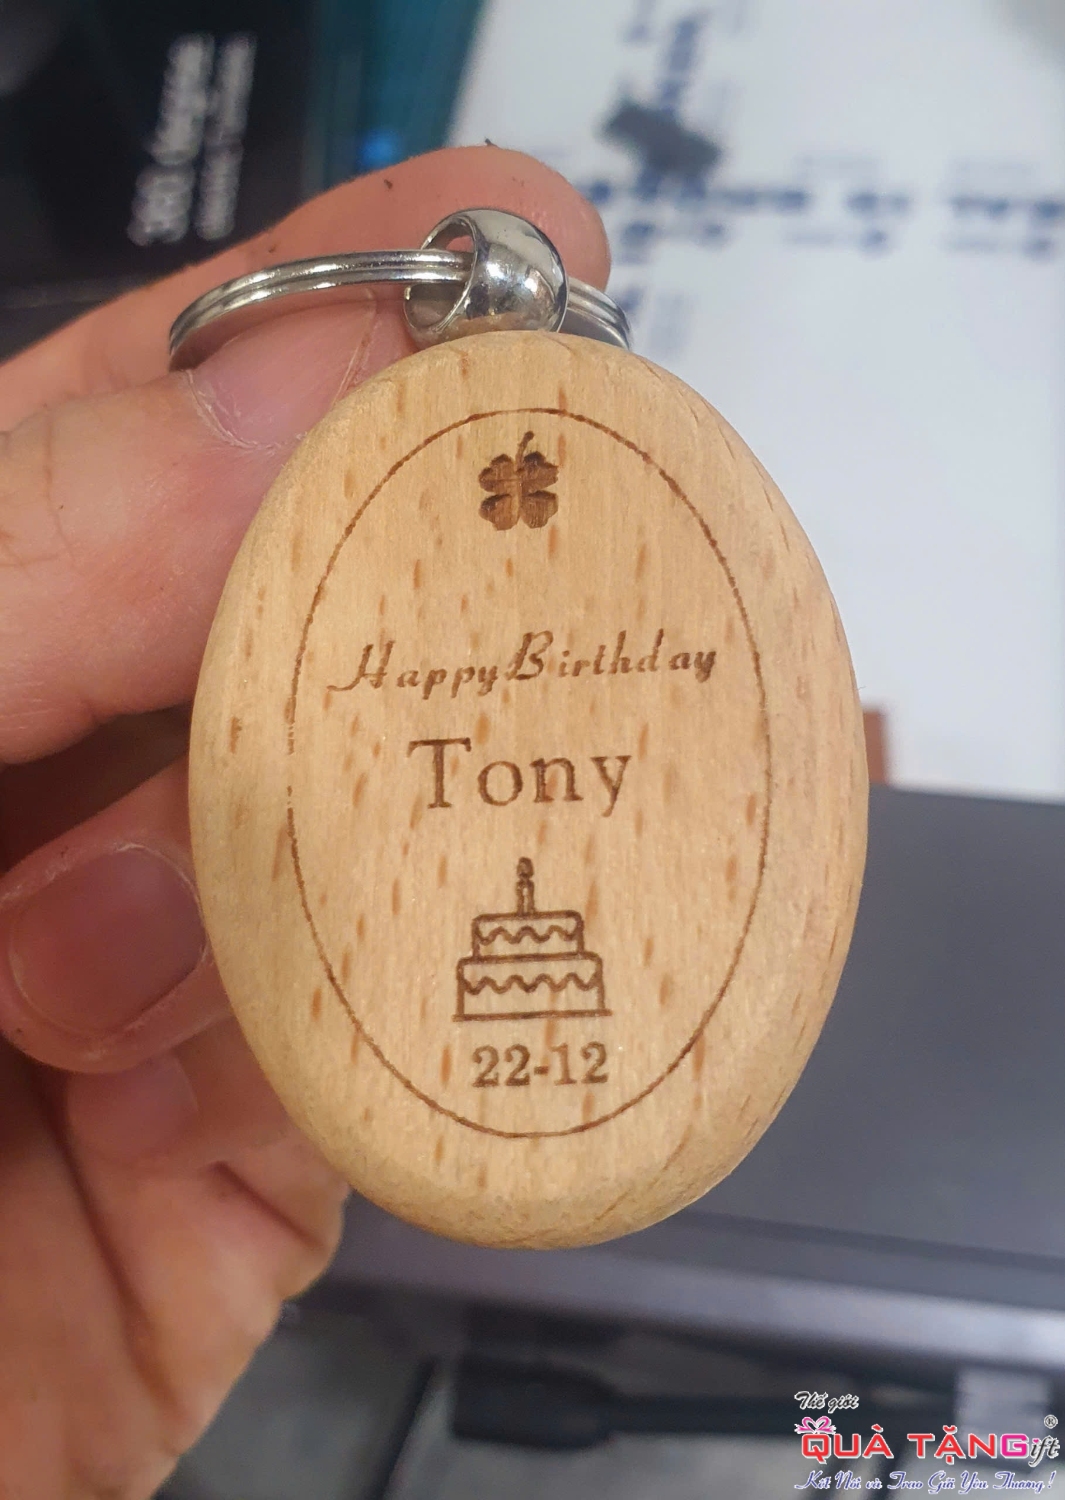 Happy Birthday
Tony
22-12
Thế giới
QUÀ TẶNGift®
Kết Nối và Trao Gửi Yêu Thương!